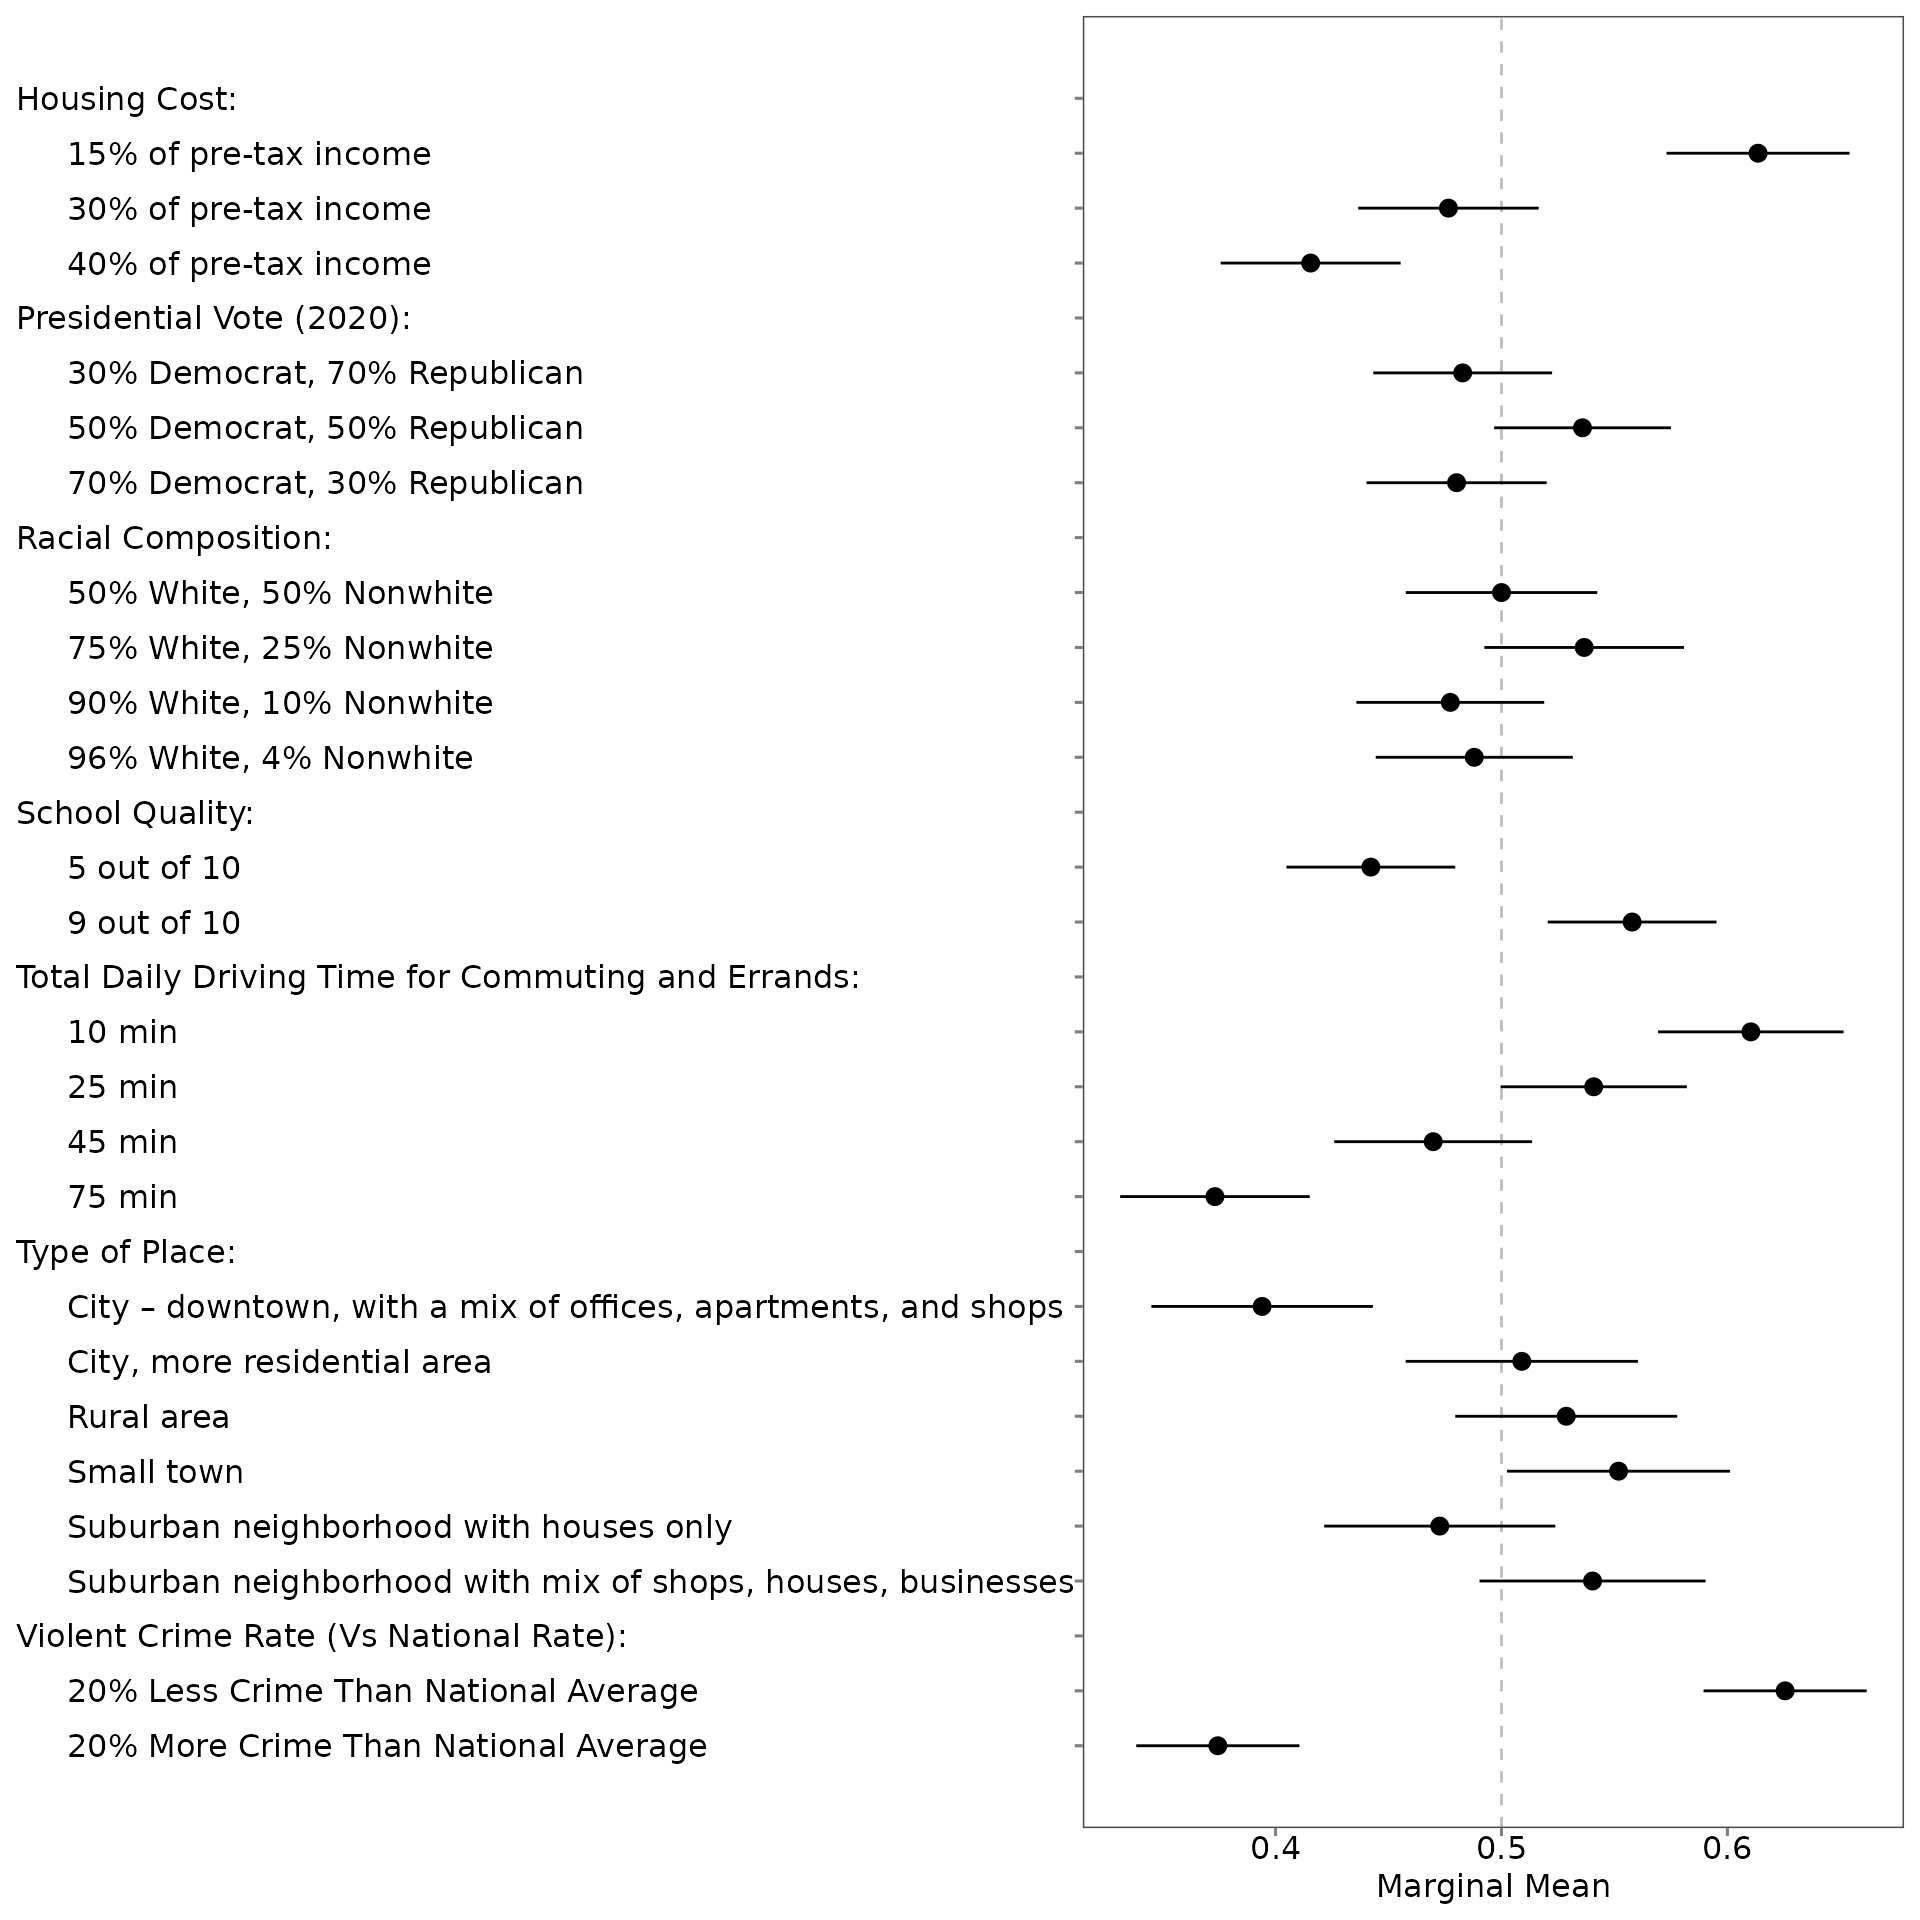 Housing Cost:
15% of pre-tax income
30% of pre-tax income
40% of pre-tax income
Presidential Vote (2020):
30% Democrat, 70% Republican
50% Democrat, 50% Republican
70% Democrat, 30% Republican
Racial Composition:
50% White, 50% Nonwhite
75% White, 25% Nonwhite
90% White, 10% Nonwhite
96% White, 4% Nonwhite
School Quality:
5 out of 10
9 out of 10
Total Daily Driving Time for Commuting and Errands:
10 min
25 min
45 min
75 min
Type of Place:
City – downtown, with a mix of offices, apartments, and shops
City, more residential area
Rural area
Small town
Suburban neighborhood with houses only
Suburban neighborhood with mix of shops, houses, businesses
Violent Crime Rate (Vs National Rate):
20% Less Crime Than National Average
20% More Crime Than National Average
0.4 0.5 0.6
Marginal Mean